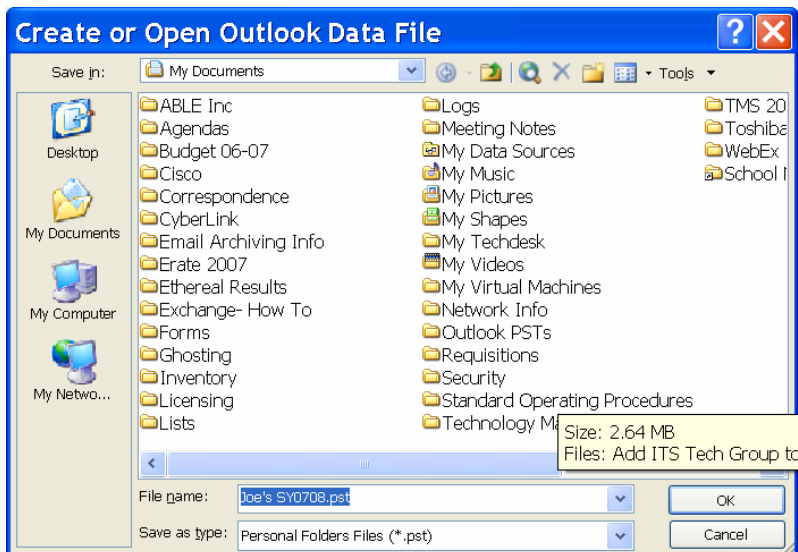 Create or Open Outlook Data File
Save in: My Documents Tools
Desktop
My Documents
My Computer
My Netwo...
ABLE Inc
Agendas
Budget 06-07
Cisco
Correspondence
CyberLink
Email Archiving Info
Erate 2007
Ethereal Results
Exchange- How To
Forms
Ghosting
Inventory
Licensing
Lists
Logs
Meeting Notes
My Data Sources
My Music
My Pictures
My Shapes
My Techdesk
My Videos
My Virtual Machines
Network Info
Outlook PSTs
Requisitions
Security
Standard Operating Procedures
Technology Ma
TMS 20
Toshiba
WebEx
School
Size: 2.64 MB
Files: Add ITS Tech Group to
File name: Joe's SY0708.pst OK
Save as type: Personal Folders Files (*.pst) Cancel